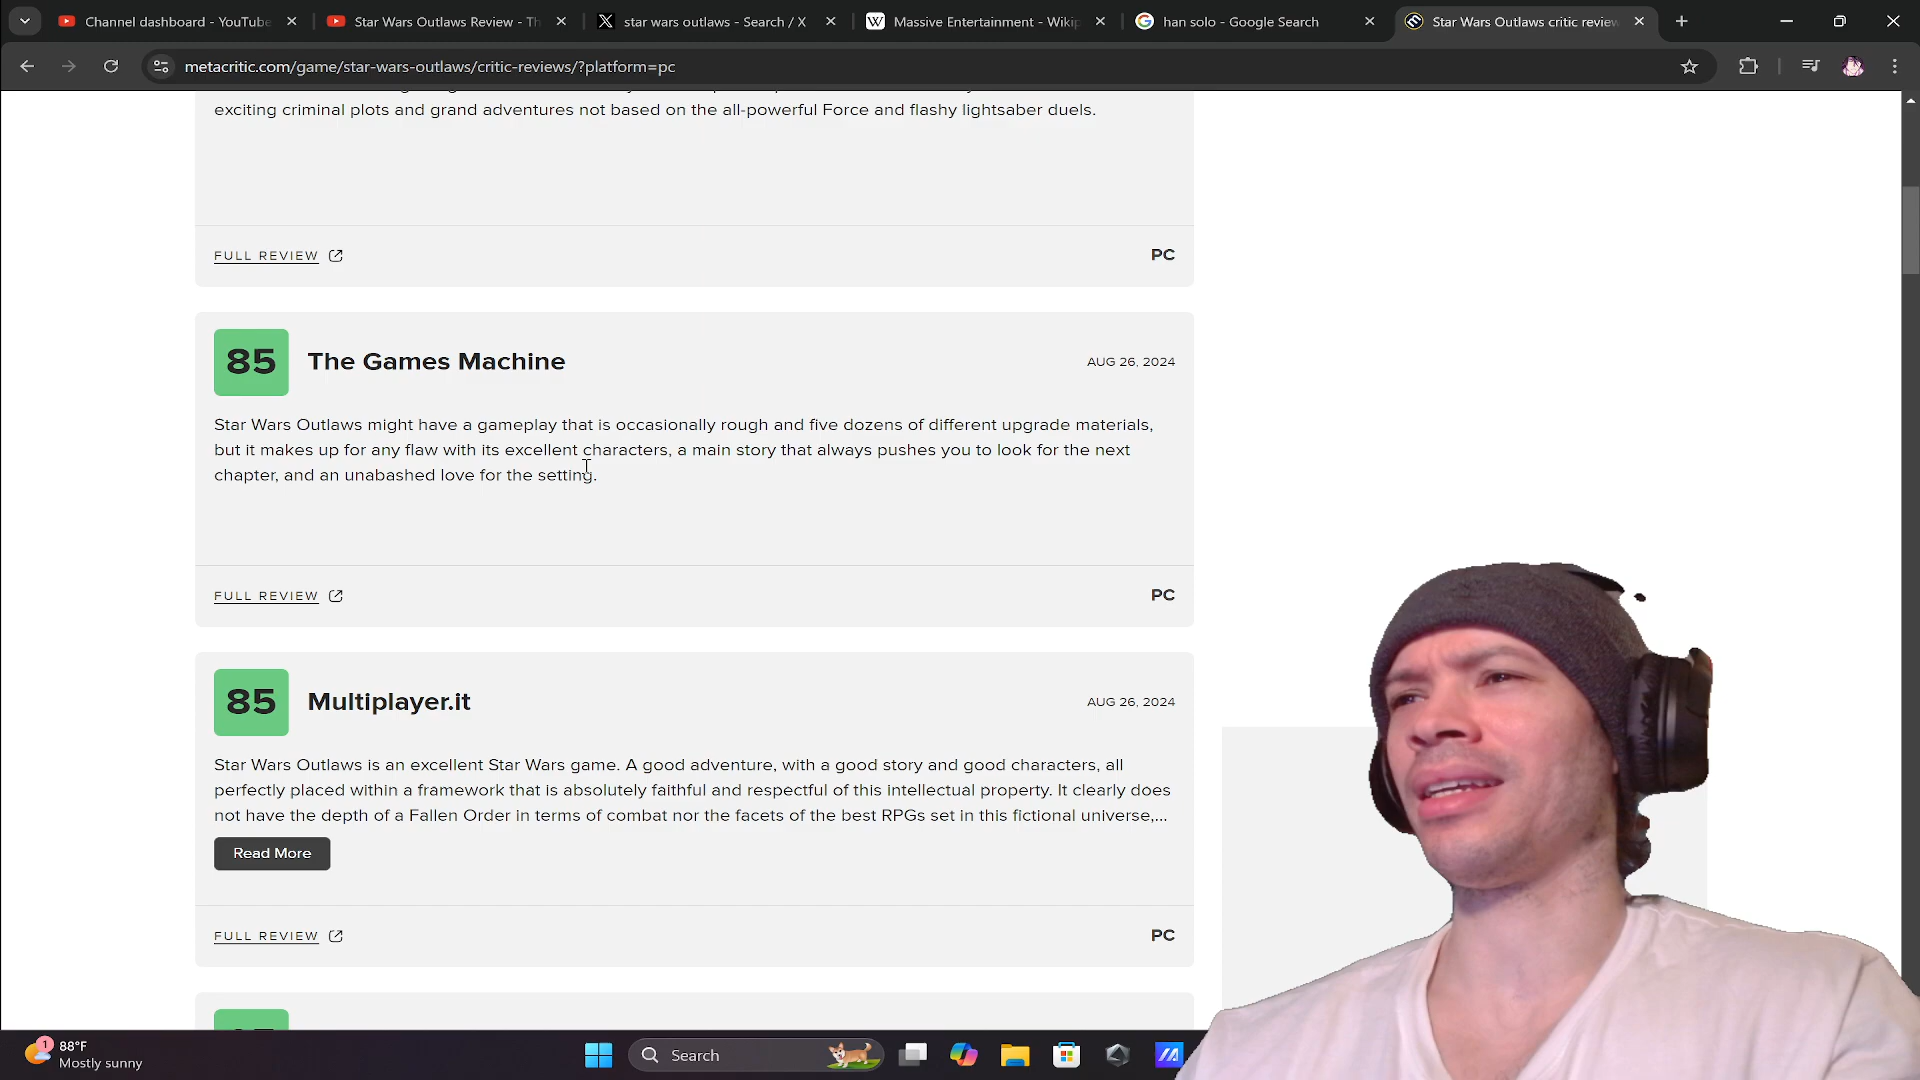 Channel dashboard - YouTube
Star Wars Outlaws Review - Th
star wars outlaws - Search / X
Massive Entertainment - Wikip
han solo - Google Search
Star Wars Outlaws critic review
metacritic.com/game/star-wars-outlaws/critic-reviews/?platform=pc
exciting criminal plots and grand adventures not based on the all-powerful Force and flashy lightsaber duels.
FULL REVIEW
PC
85
The Games Machine
AUG 26, 2024
Star Wars Outlaws might have a gameplay that is occasionally rough and five dozens of different upgrade materials,
but it makes up for any flaw with its excellent characters, a main story that always pushes you to look for the next
chapter, and an unabashed love for the setting.
FULL REVIEW
PC
85
Multiplayer.it
AUG 26, 2024
Star Wars Outlaws is an excellent Star Wars game. A good adventure, with a good story and good characters, all
perfectly placed within a framework that is absolutely faithful and respectful of this intellectual property. It clearly does
not have the depth of a Fallen Order in terms of combat nor the facets of the best RPGs set in this fictional universe,...
Read More
FULL REVIEW
PC
1
88°F
Mostly sunny
Search